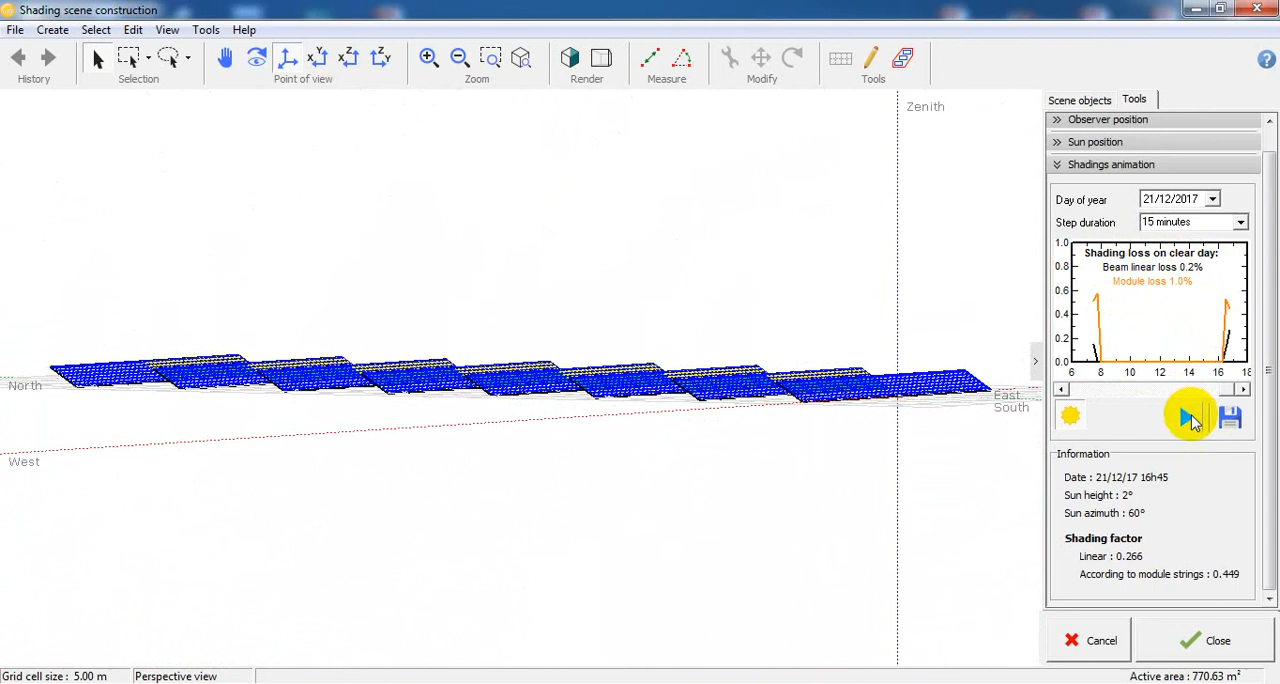 Shading scene construction
File Create Select Edit View Tools Help
History Selection Point of view Zoom Render Measure Modify Tools
Scene objects Tools
Observer position
Sun position
Shadings animation
Day of year 21/12/2017
Step duration 15 minutes
1.0
0.8
0.6
0.4
0.2
0.0
Shading loss on clear day:
Beam linear loss 0.2%
Module loss 1.0%
6 8 10 12 14 16 18
Information
Date : 21/12/17 16h45
Sun height : 2°
Sun azimuth : 60°
Shading factor
Linear : 0.266
According to module strings : 0.449
Cancel Close
Zenith
North
East
South
West
Grid cell size : 5.00 m Perspective view Active area : 770.63 m²